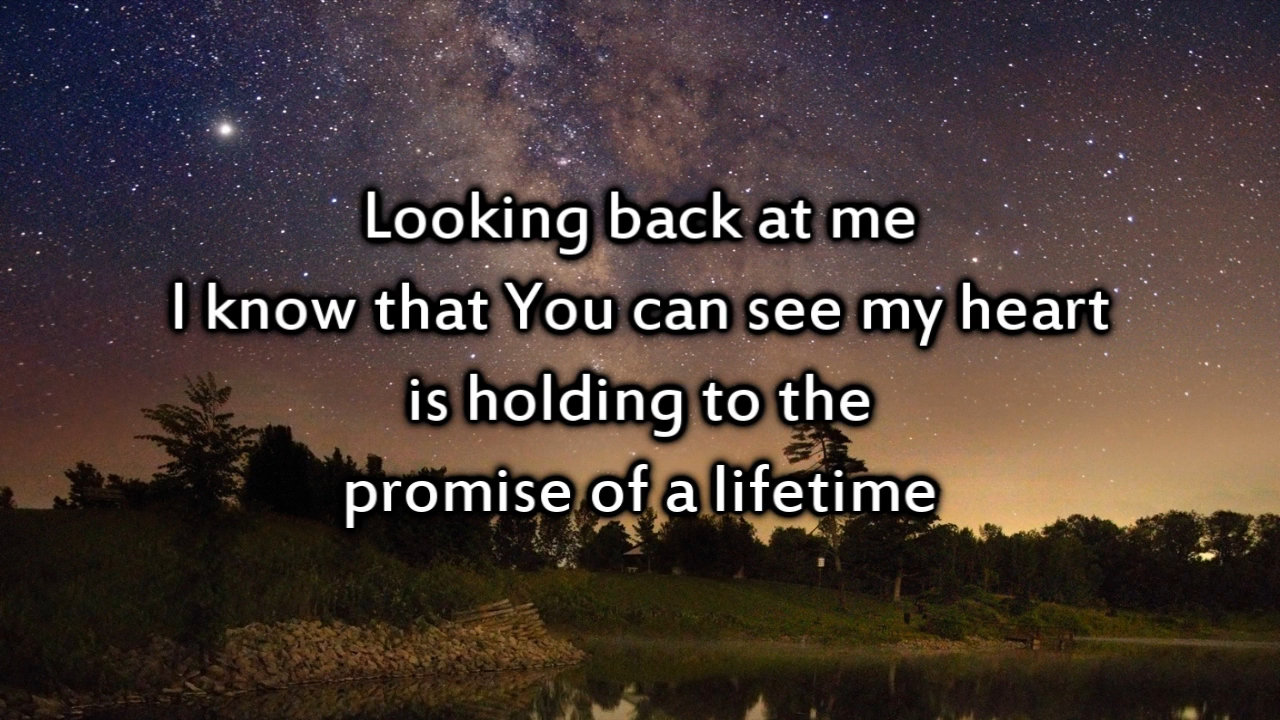 Looking back at me
I know that You can see my heart
is holding to the
promise of a lifetime